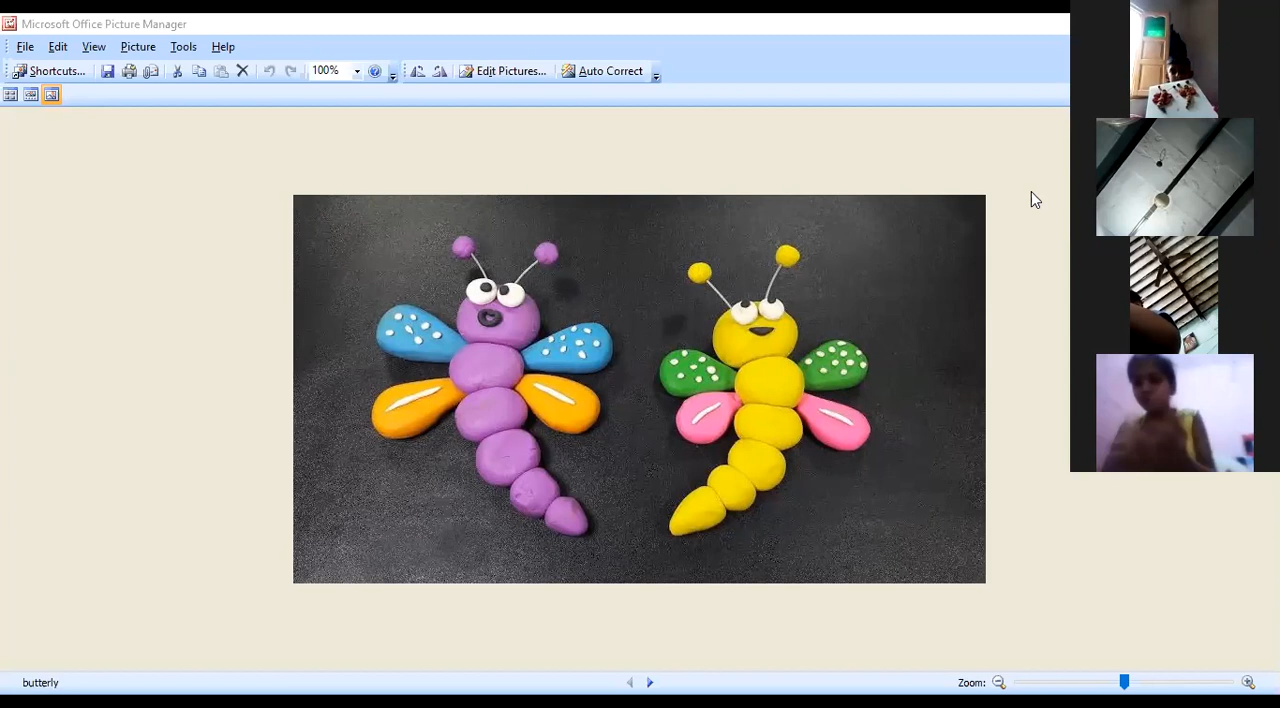 Microsoft Office Picture Manager
File Edit View Picture Tools Help
Shortcuts... 100% Edit Pictures... Auto Correct
butterly Zoom: